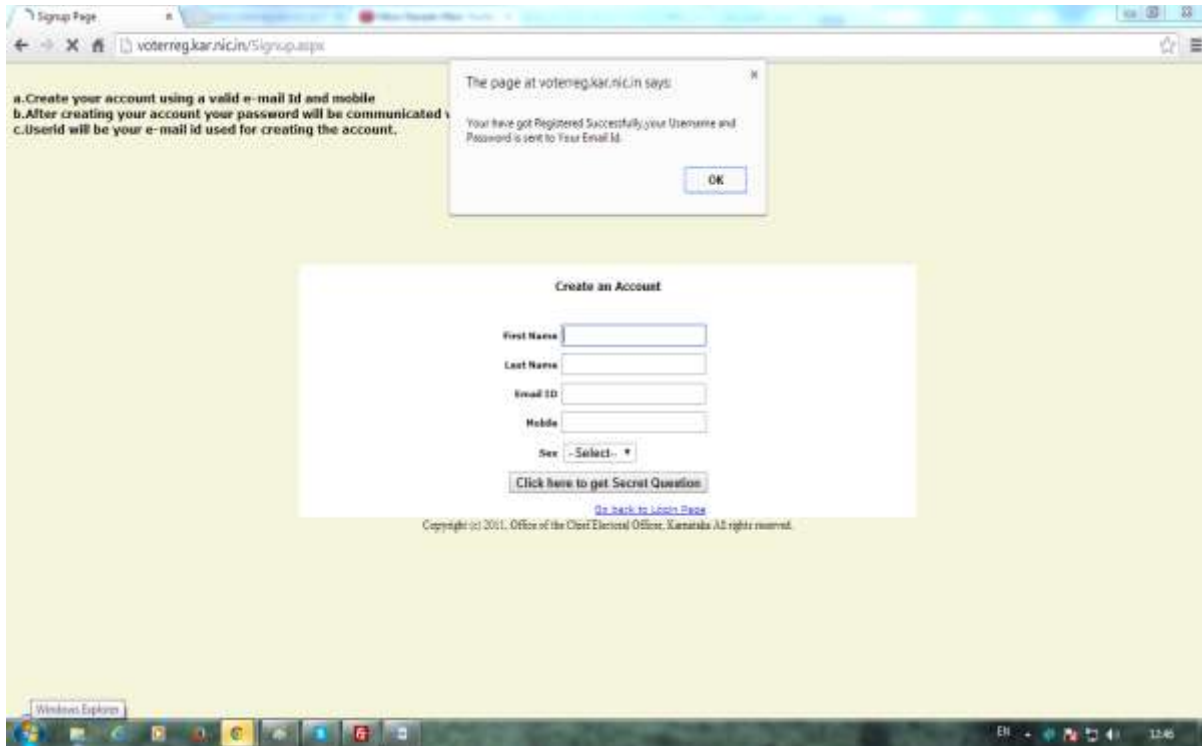 Signup Page
voterreg.kar.nic.in/Signup.aspx
The page at voterreg.kar.nic.in says:
Your have got Registered Successfully,your Username and
Password is sent to Your Email Id.
OK
a.Create your account using a valid e-mail Id and mobile
b.After creating your account your password will be communicated
c.Userid will be your e-mail id used for creating the account.
Create an Account
First Name
Last Name
Email ID
Mobile
Sex -Select-
Click here to get Secret Question
Go back to Login Page
Copyright (c) 2011, Office of the Chief Electoral Officer, Karnataka All rights reserved.
Windows Explorer
EN
12:46